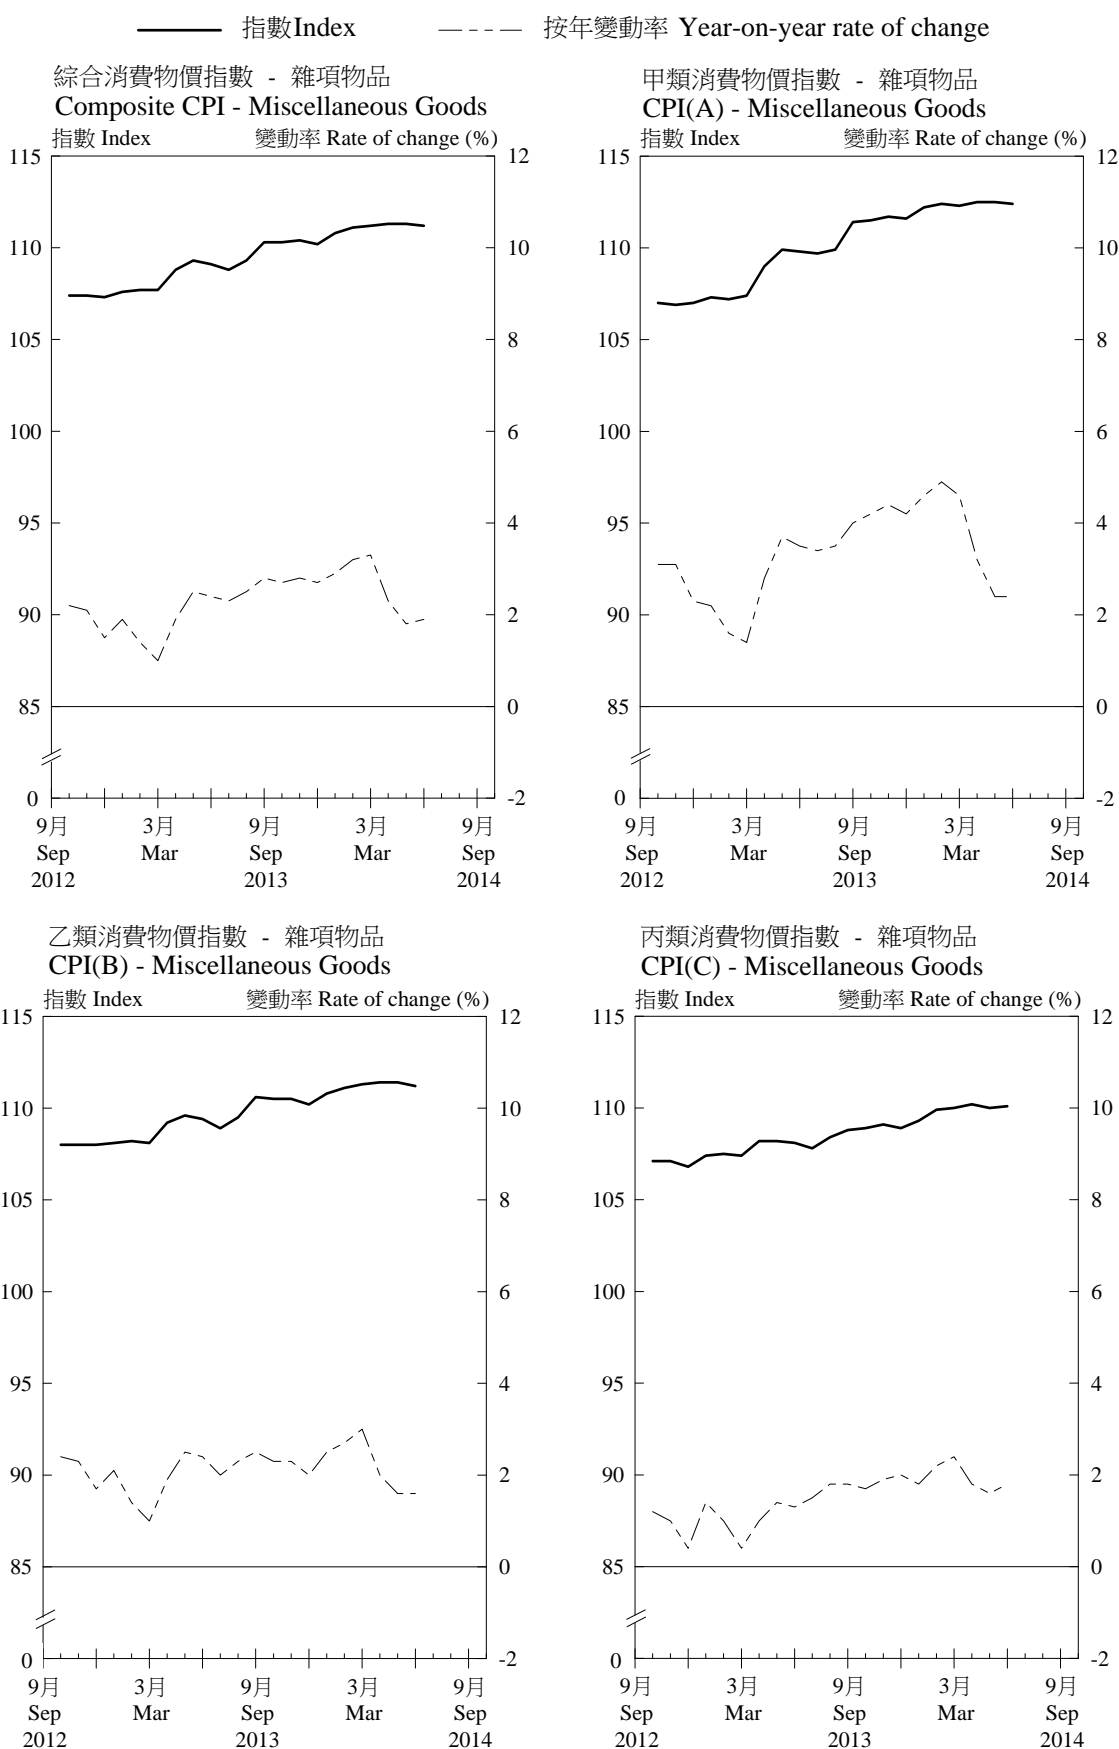 指數Index
按年變動率 Year-on-year rate of change
綜合消費物價指數 - 雜項物品
Composite CPI - Miscellaneous Goods
指數 Index 變動率 Rate of change (%)
115 12
110 10
105 8
100 6
95 4
90 2
85 0
0 -2
9月 3月 9月 3月 9月
Sep Mar Sep Mar Sep
2012 2013 2014
甲類消費物價指數 - 雜項物品
CPI(A) - Miscellaneous Goods
指數 Index 變動率 Rate of change (%)
115 12
110 10
105 8
100 6
95 4
90 2
85 0
0 -2
9月 3月 9月 3月 9月
Sep Mar Sep Mar Sep
2012 2013 2014
乙類消費物價指數 - 雜項物品
CPI(B) - Miscellaneous Goods
指數 Index 變動率 Rate of change (%)
115 12
110 10
105 8
100 6
95 4
90 2
85 0
0 -2
9月 3月 9月 3月 9月
Sep Mar Sep Mar Sep
2012 2013 2014
丙類消費物價指數 - 雜項物品
CPI(C) - Miscellaneous Goods
指數 Index 變動率 Rate of change (%)
115 12
110 10
105 8
100 6
95 4
90 2
85 0
0 -2
9月 3月 9月 3月 9月
Sep Mar Sep Mar Sep
2012 2013 2014